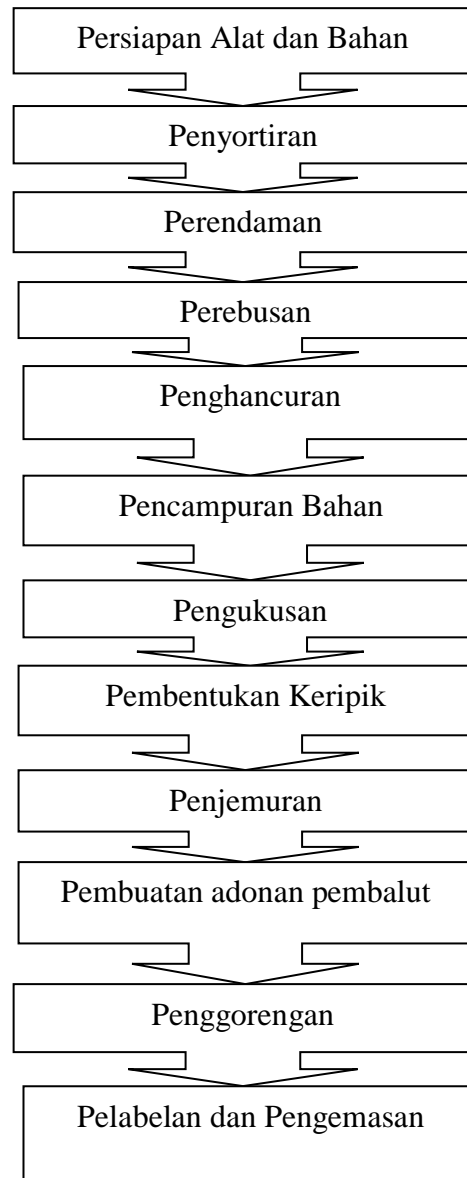 Persiapan Alat dan Bahan
Penyortiran
Perendaman
Perebusan
Penghancuran
Pencampuran Bahan
Pengukusan
Pembentukan Keripik
Penjemuran
Pembuatan adonan pembalut
Penggorengan
Pelabelan dan Pengemasan